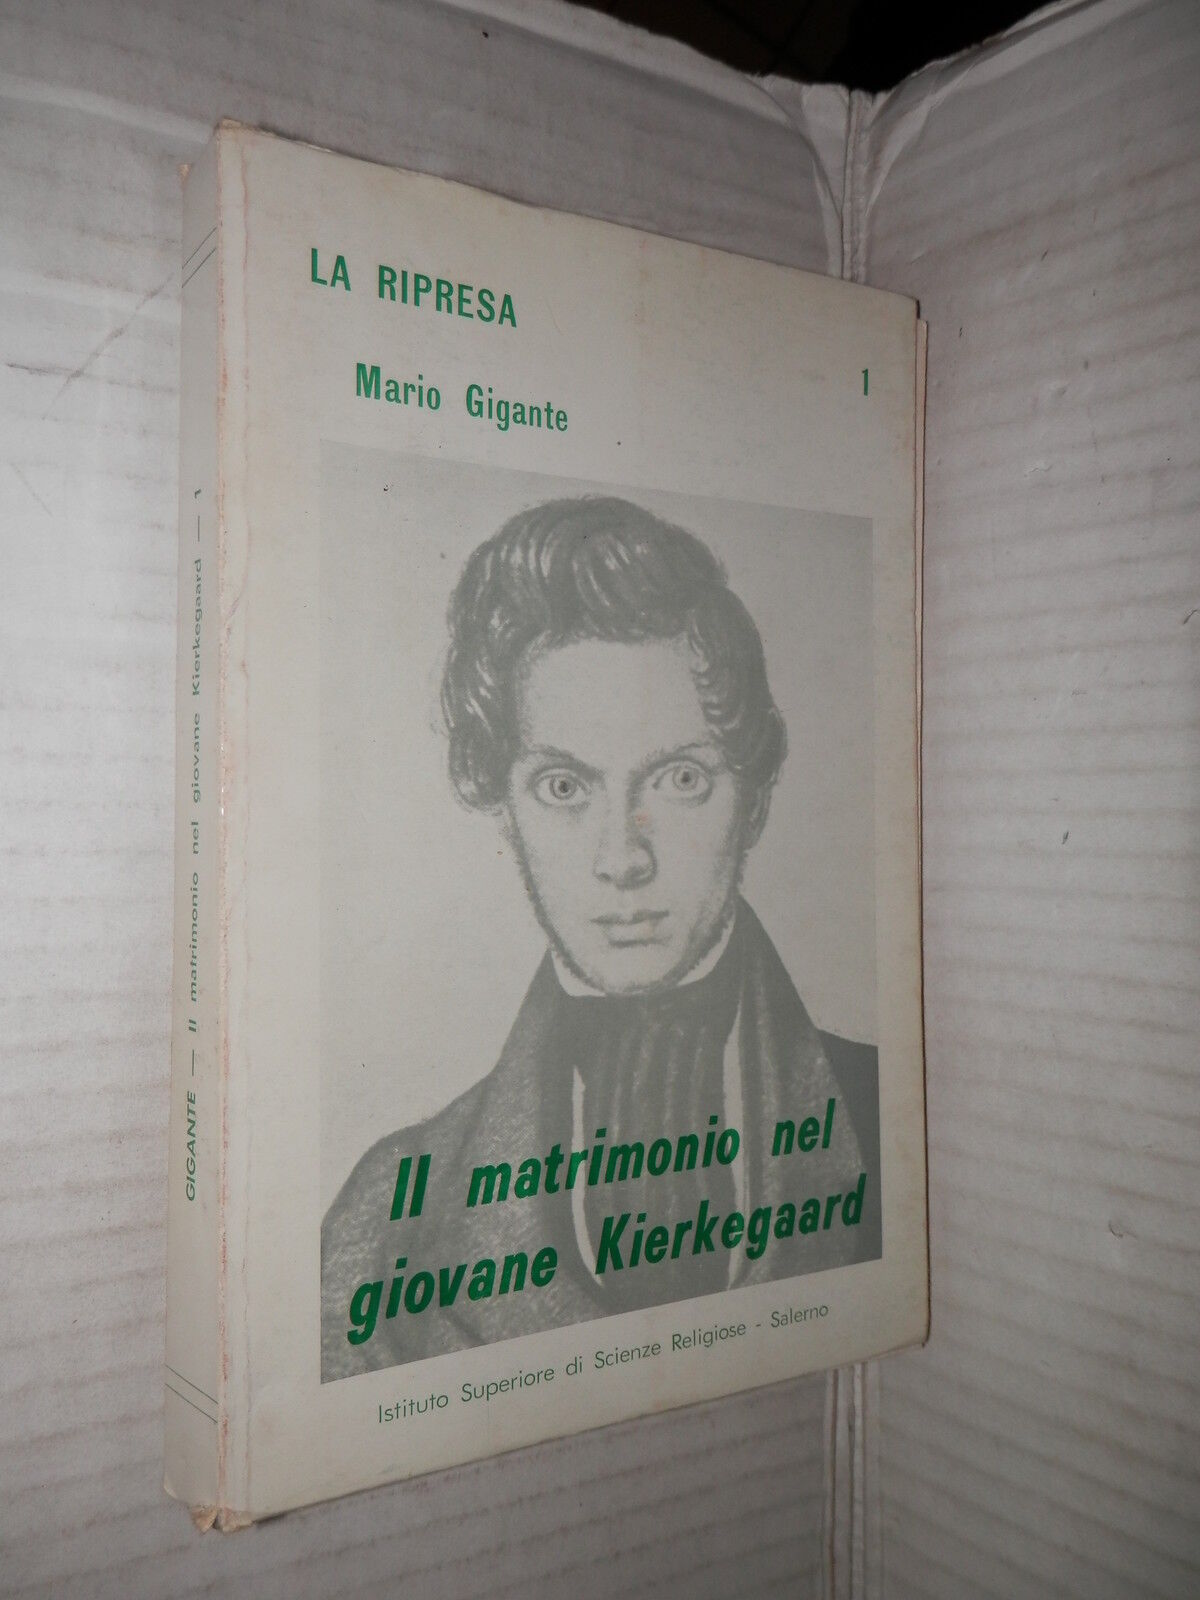 LA RIPRESA
Mario Gigante
1
Il matrimonio nel
giovane Kierkegaard
Istituto Superiore di Scienze Religiose - Salerno
GIGANTE — Il matrimonio nel giovane Kierkegaard — 1